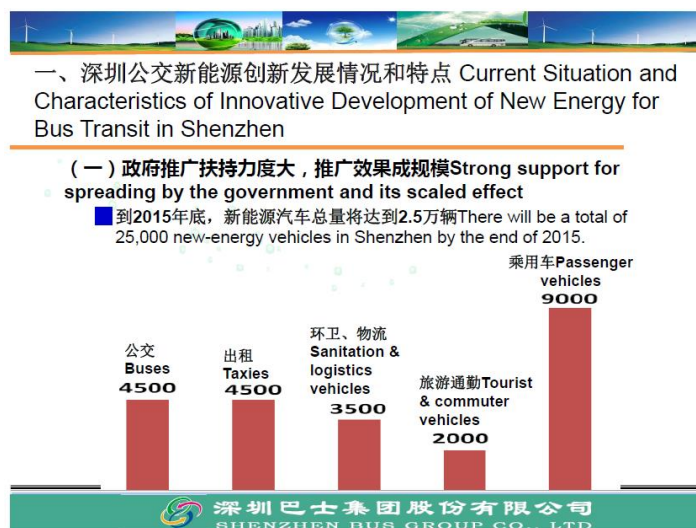 一、深圳公交新能源创新发展情况和特点 Current Situation and
Characteristics of Innovative Development of New Energy for
Bus Transit in Shenzhen
（一）政府推广扶持力度大，推广效果成规模Strong support for
spreading by the government and its scaled effect
到2015年底，新能源汽车总量将达到2.5万辆There will be a total of
25,000 new-energy vehicles in Shenzhen by the end of 2015.
公交
Buses
4500
出租
Taxies
4500
环卫、物流
Sanitation &
logistics
vehicles
3500
旅游通勤Tourist
& commuter
vehicles
2000
乘用车Passenger
vehicles
9000
深圳巴士集团股份有限公司
SHENZHEN BUS GROUP CO., LTD